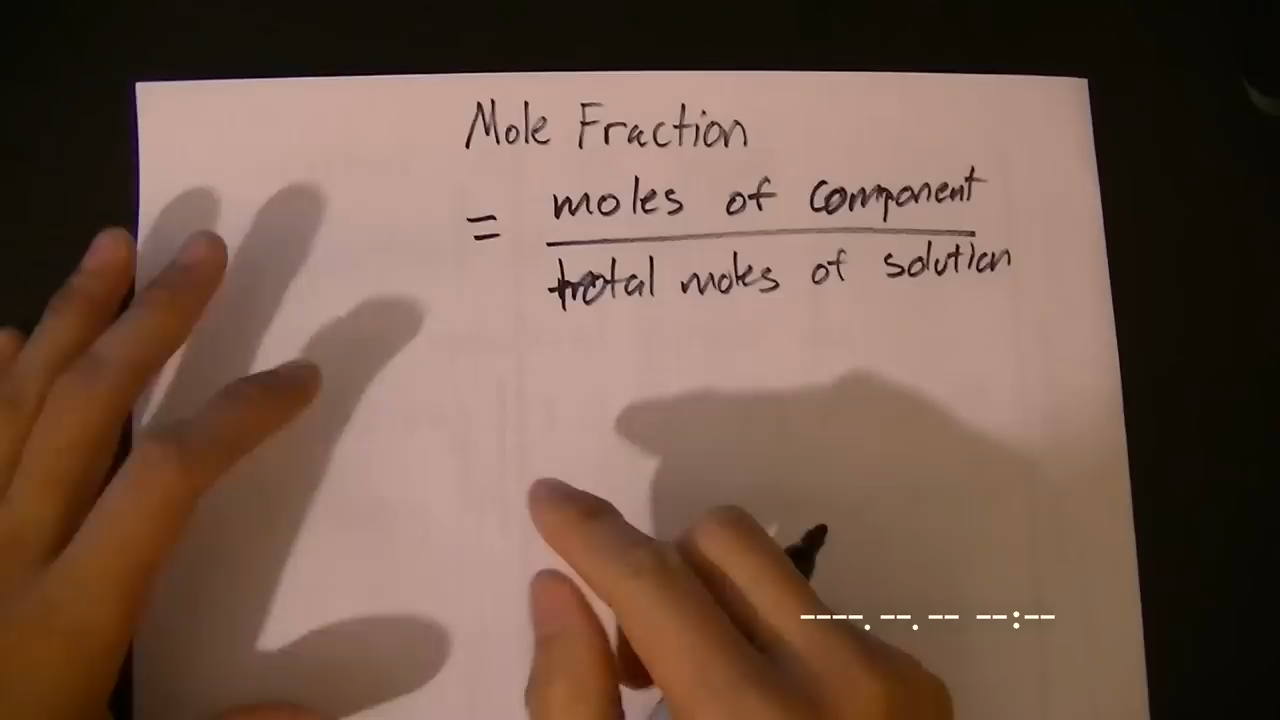 Mole Fraction
= moles of component
total moles of solution
----.--.-- --:--